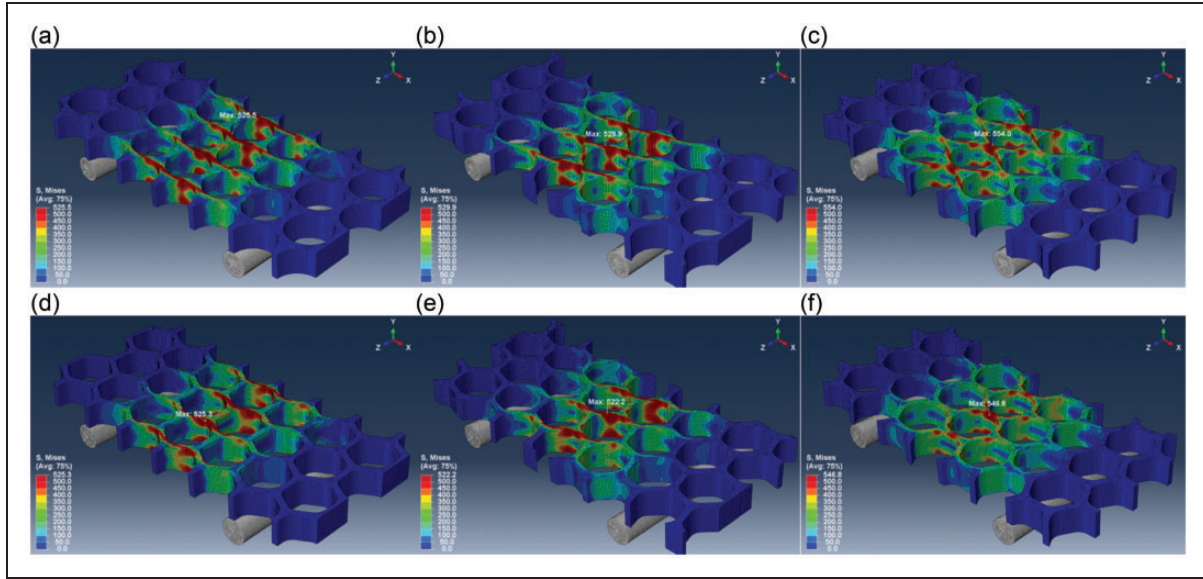 (a)
Max: 525.5
Y
Z
X
S, Mises
(Avg: 75%)
525.5
500.0
450.0
400.0
350.0
300.0
250.0
200.0
150.0
100.0
50.0
0.0
(b)
Max: 529.9
Y
Z
X
S, Mises
(Avg: 75%)
529.9
500.0
450.0
400.0
350.0
300.0
250.0
200.0
150.0
100.0
50.0
0.0
(c)
Max: 554.0
Y
Z
X
S, Mises
(Avg: 75%)
554.0
500.0
450.0
400.0
350.0
300.0
250.0
200.0
150.0
100.0
50.0
0.0
(d)
Max: 525.3
Y
Z
X
S, Mises
(Avg: 75%)
525.3
500.0
450.0
400.0
350.0
300.0
250.0
200.0
150.0
100.0
50.0
0.0
(e)
Max: 522.2
Y
Z
X
S, Mises
(Avg: 75%)
522.2
500.0
450.0
400.0
350.0
300.0
250.0
200.0
150.0
100.0
50.0
0.0
(f)
Max: 546.8
Y
Z
X
S, Mises
(Avg: 75%)
546.8
500.0
450.0
400.0
350.0
300.0
250.0
200.0
150.0
100.0
50.0
0.0